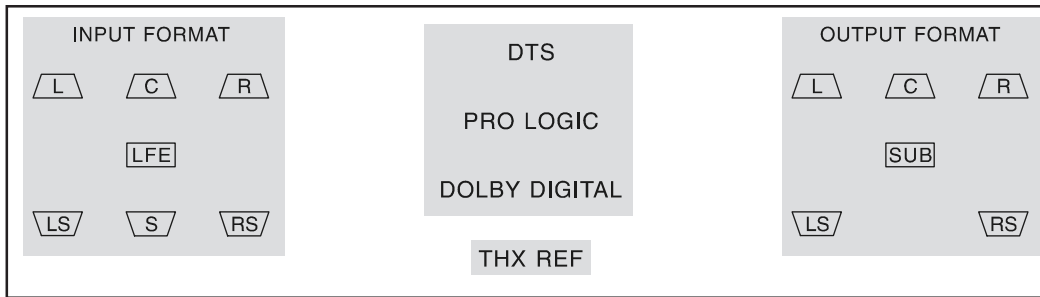 INPUT FORMAT
L C R
LFE
LS S RS
DTS
PRO LOGIC
DOLBY DIGITAL
THX REF
OUTPUT FORMAT
L C R
SUB
LS RS